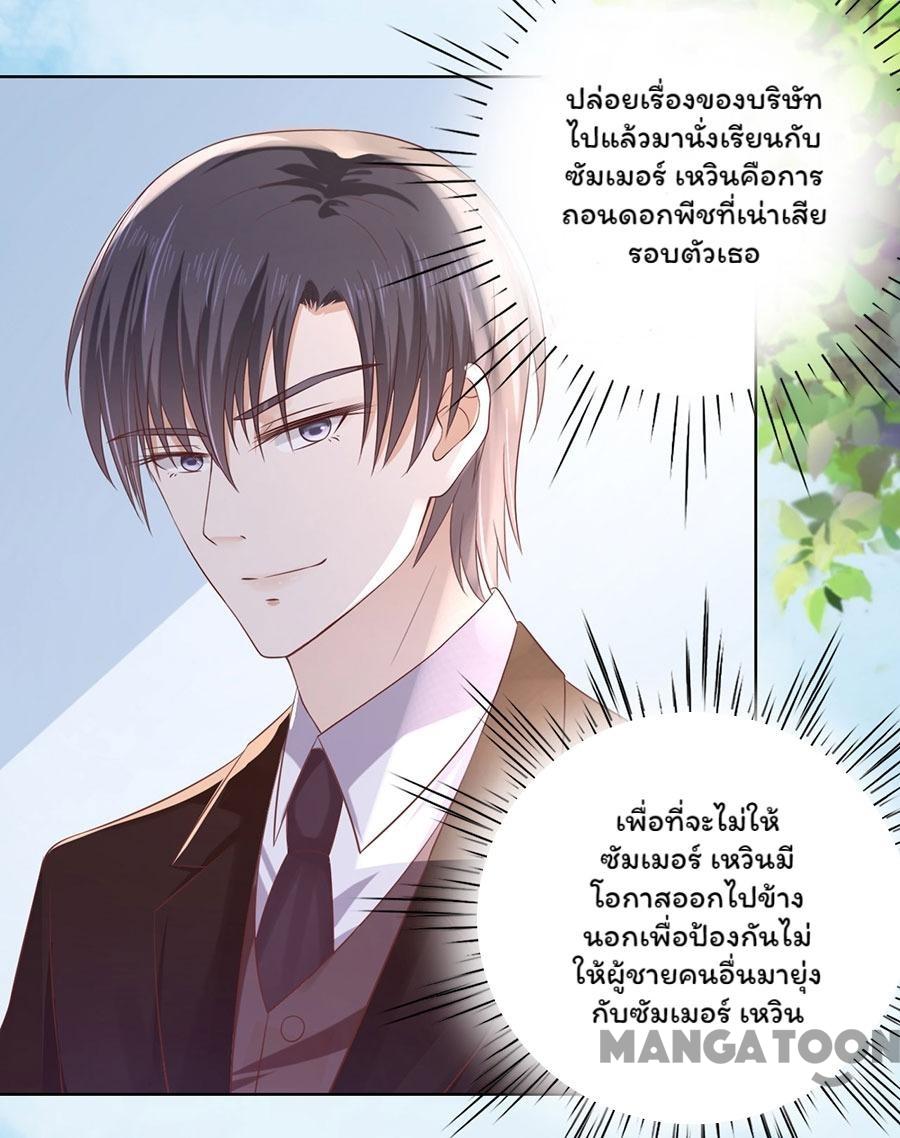 ปล่อยเรื่องของบริษัท
ไปแล้วมานั่งเรียนกับ
ซัมเมอร์ เหวินคือการ
ถอนดอกพีชที่เน่าเสีย
รอบตัวเธอ
เพื่อที่จะไม่ให้
ซัมเมอร์ เหวินมี
โอกาสออกไปข้าง
นอกเพื่อป้องกันไม่
ให้ผู้ชายคนอื่นมายุ่ง
กับซัมเมอร์ เหวิน
MANGATOON